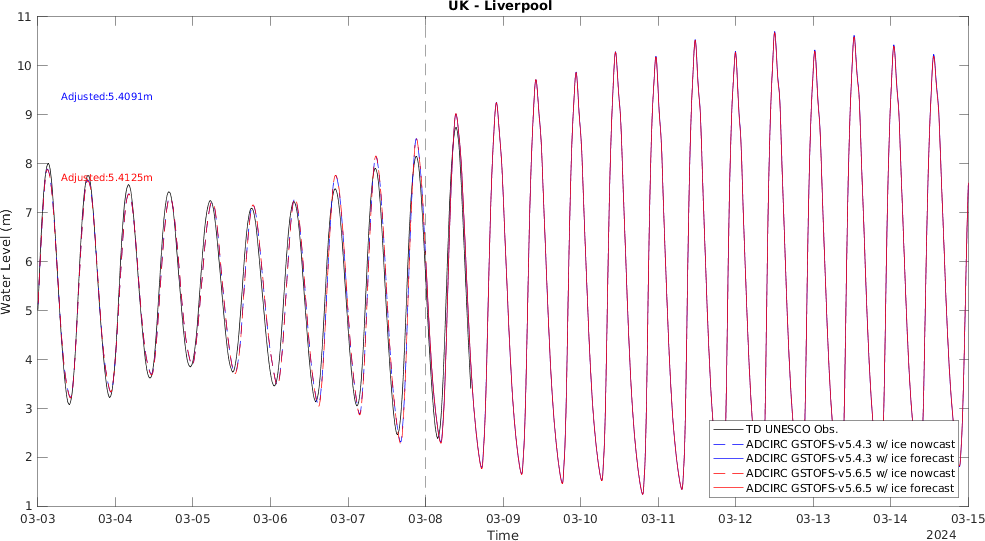 UK - Liverpool
11
10
9
8
7
6
5
4
3
2
1
Water Level (m)
Adjusted:5.4091m
Adjusted:5.4125m
TD UNESCO Obs.
ADCIRC GSTOFS-v5.4.3 w/ ice nowcast
ADCIRC GSTOFS-v5.4.3 w/ ice forecast
ADCIRC GSTOFS-v5.6.5 w/ ice nowcast
ADCIRC GSTOFS-v5.6.5 w/ ice forecast
03-03 03-04 03-05 03-06 03-07 03-08 03-09 03-10 03-11 03-12 03-13 03-14 03-15
Time
2024